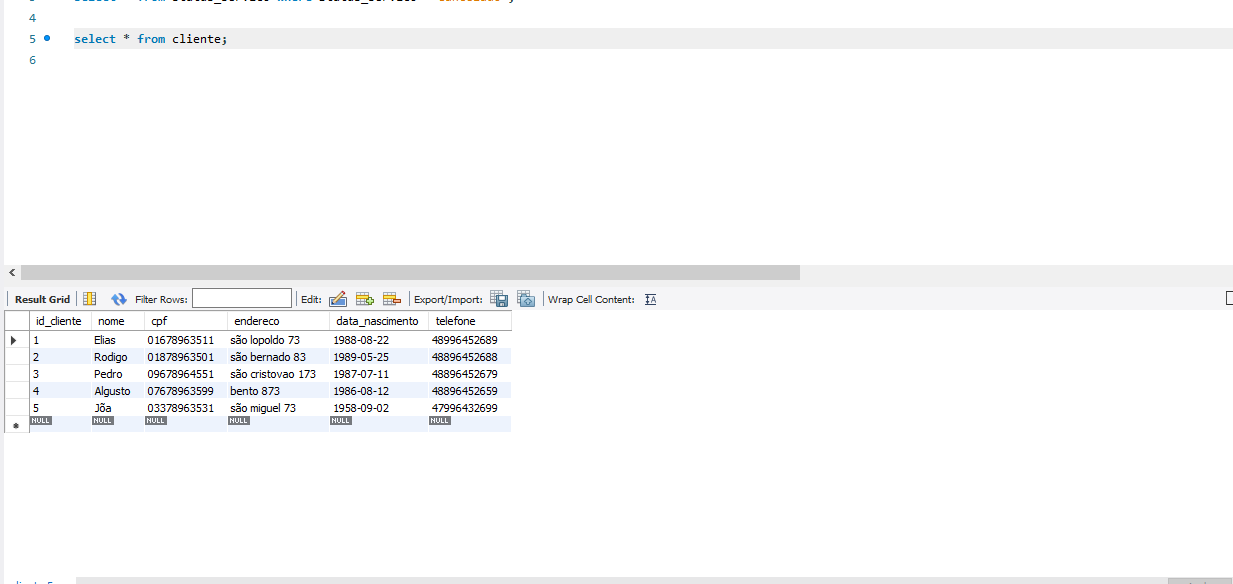 4
5 select * from cliente;
6
Result Grid Filter Rows: Edit: Export/Import: Wrap Cell Content:
id_cliente nome cpf endereco data_nascimento telefone
1 Elias 01678963511 são lopoldo 73 1988-08-22 48996452689
2 Rodigo 01878963501 são bernado 83 1989-05-25 48896452688
3 Pedro 09678964551 são cristovao 173 1987-07-11 48896452679
4 Algusto 07678963599 bento 873 1986-08-12 48896452659
5 Jõa 03378963531 são miguel 73 1958-09-02 47996432699
NULL NULL NULL NULL NULL NULL